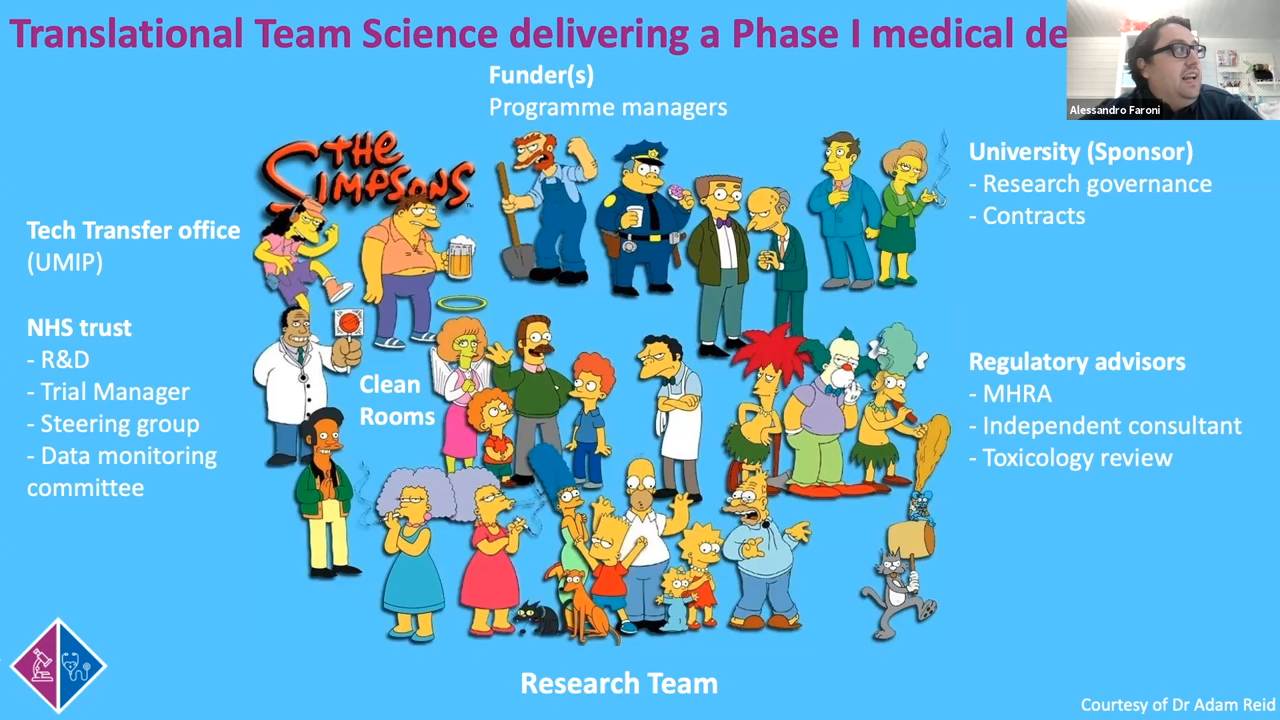 Translational Team Science delivering a Phase I medical de
Alessandro Faroni
Funder(s)
Programme managers
THE
SIMPSONS
TM
University (Sponsor)
- Research governance
- Contracts
Tech Transfer office
(UMIP)
NHS trust
- R&D
- Trial Manager
- Steering group
- Data monitoring
committee
Clean
Rooms
Regulatory advisors
- MHRA
- Independent consultant
- Toxicology review
Research Team
Courtesy of Dr Adam Reid